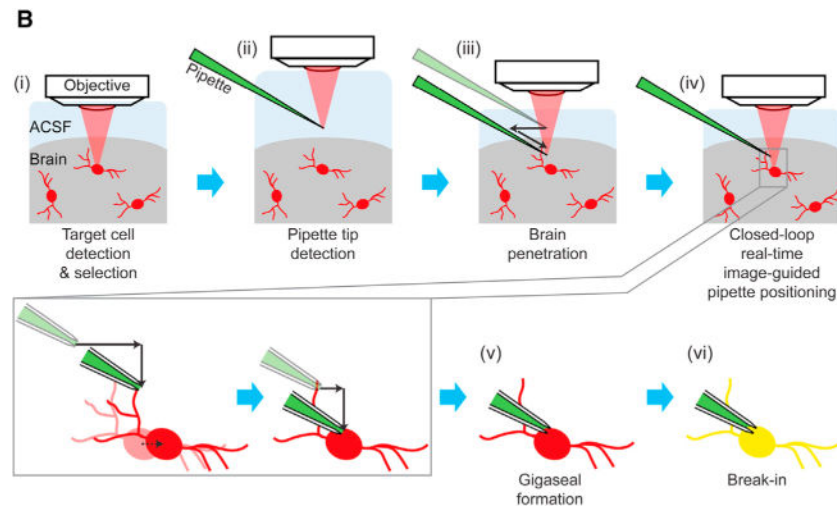 B
(i)
Objective
ACSF
Brain
Target cell
detection
& selection
(ii)
Pipette
Pipette tip
detection
(iii)
Brain
penetration
(iv)
Closed-loop
real-time
image-guided
pipette positioning
(v)
Gigaseal
formation
(vi)
Break-in